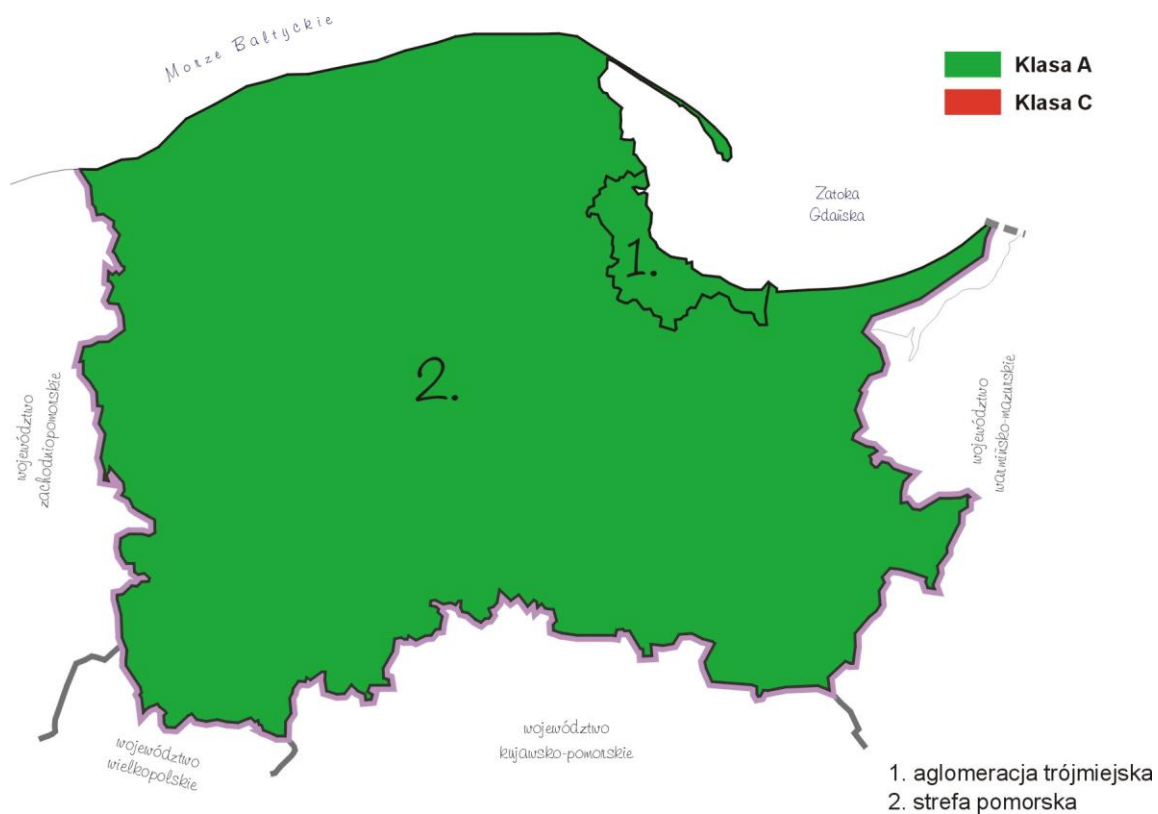 Morze Bałtyckie
Klasa A
Klasa C
Zatoka
Gdańska
1.
2.
województwo
zachodniopomorskie
województwo
warmińsko-mazurskie
województwo
wielkopolskie
województwo
kujawsko-pomorskie
1. aglomeracja trójmiejska
2. strefa pomorska